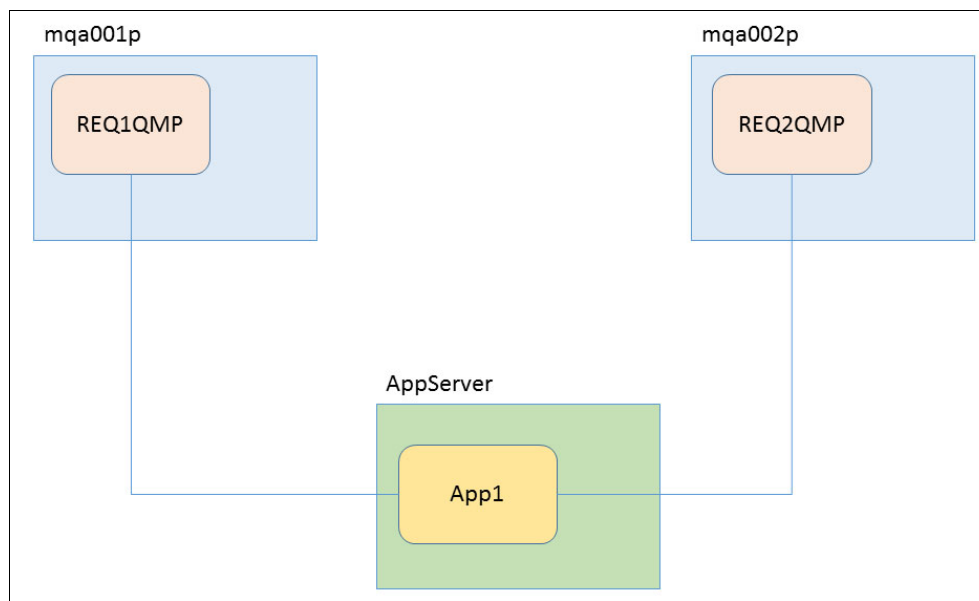 mqa001p
mqa002p
REQ1QMP
REQ2QMP
AppServer
App1